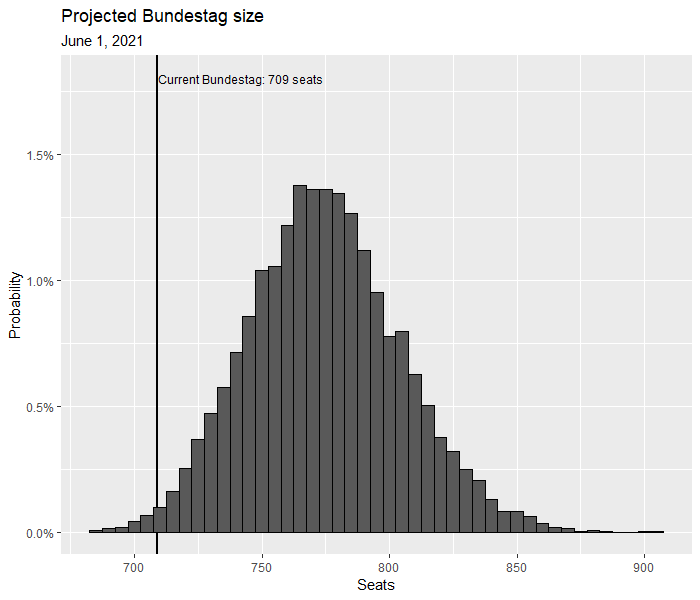 Projected Bundestag size
June 1, 2021
Current Bundestag: 709 seats
1.5%
1.0%
0.5%
0.0%
Probability
700 750 800 850 900
Seats